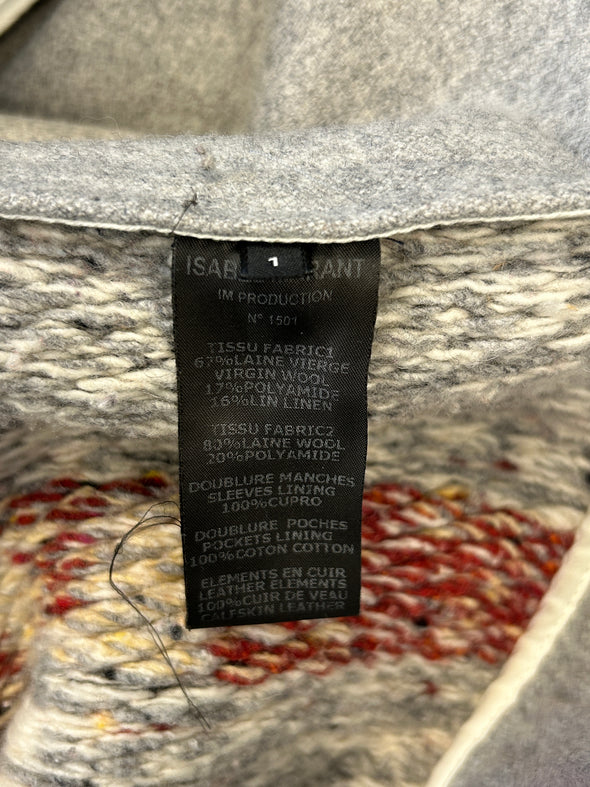 1
ISAB RANT
IM PRODUCTION
N° 1501
TISSU FABRIC1
67%LAINE VIERGE
VIRGIN WOOL
17%POLYAMIDE
16%LIN LINEN
TISSU FABRIC2
80%LAINE WOOL
20%POLYAMIDE
DOUBLURE MANCHES
SLEEVES LINING
100%CUPRO
DOUBLURE POCHES
POCKETS LINING
100%COTON COTTON
ELEMENTS EN CUIR
LEATHER ELEMENTS
100%CUIR DE VEAU
CALFSKIN LEATHER